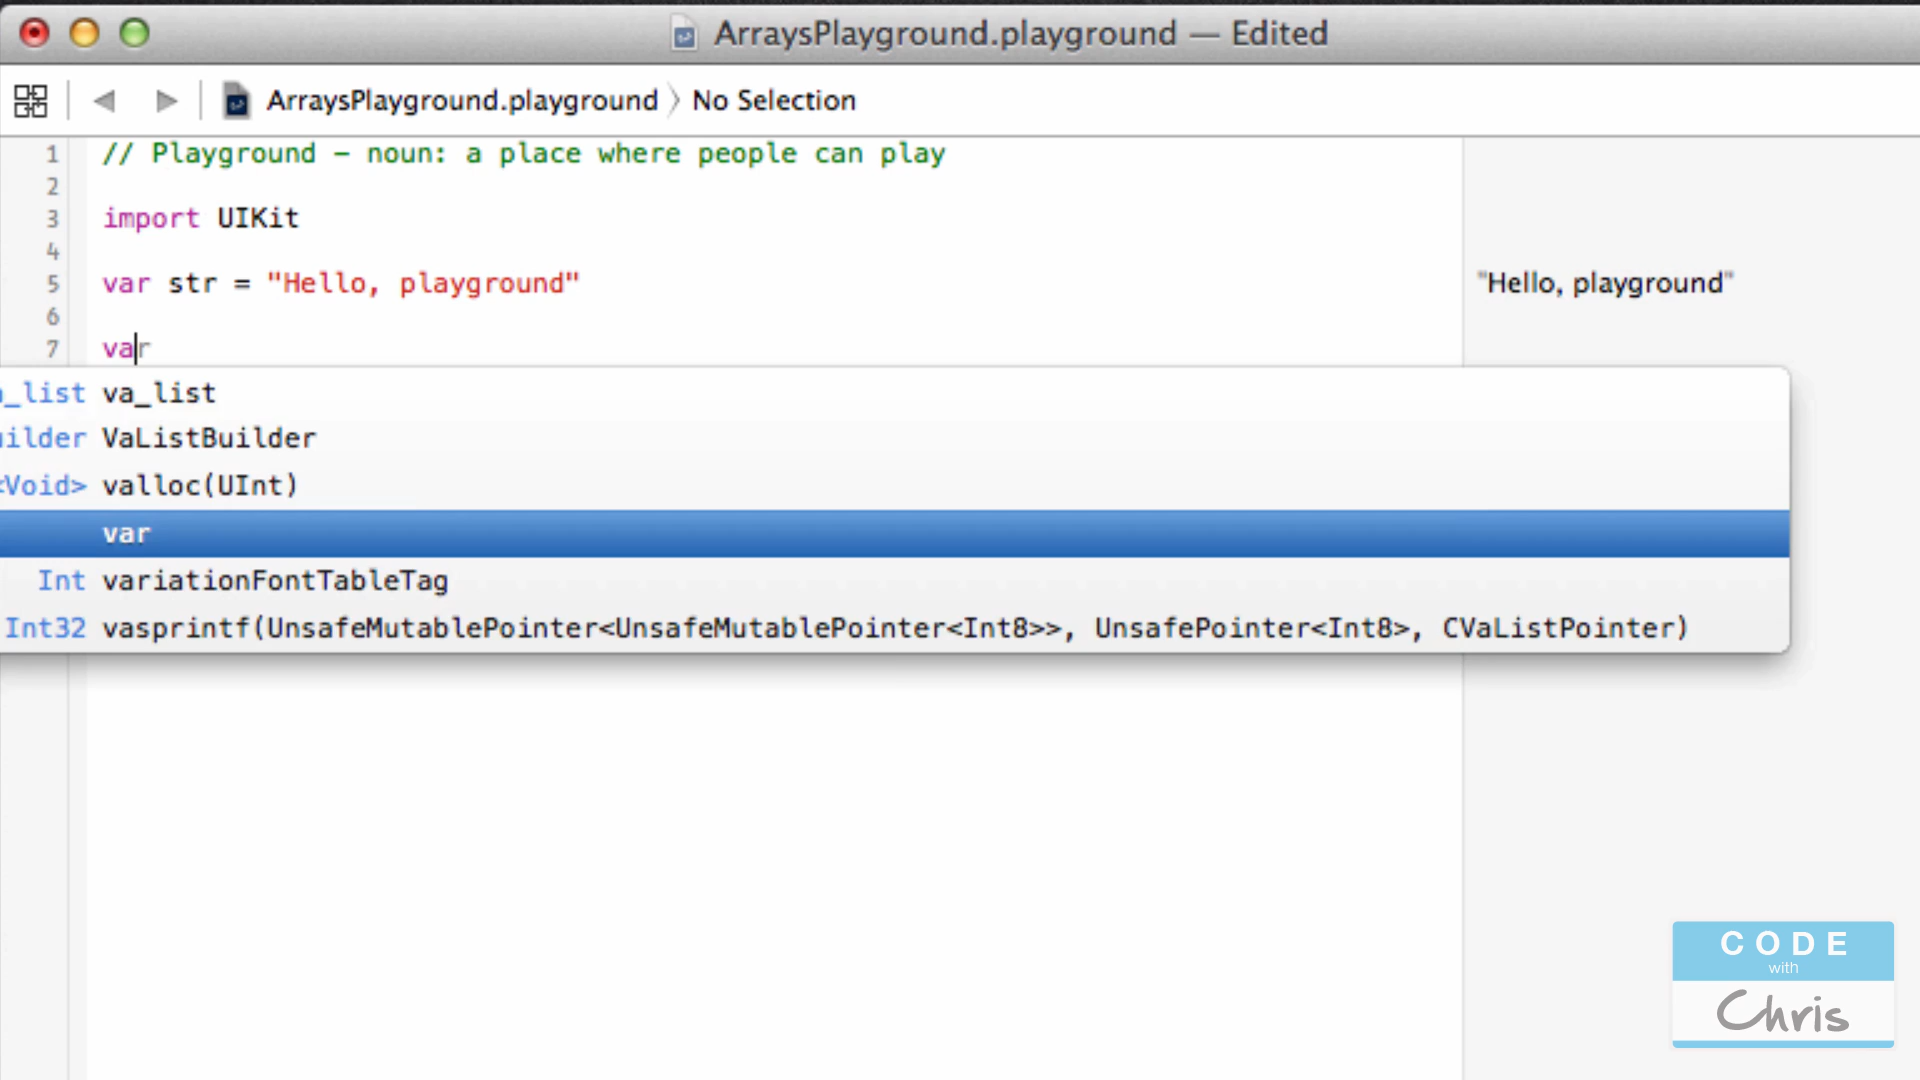 ArraysPlayground.playground — Edited
ArraysPlayground.playground 〉 No Selection
1 // Playground - noun: a place where people can play
2
3 import UIKit
4
5 var str = "Hello, playground" "Hello, playground"
6
7 var
_list va_list
ilder VaListBuilder
<Void> valloc(UInt)
var
Int variationFontTableTag
Int32 vasprintf(UnsafeMutablePointer<UnsafeMutablePointer<Int8>>, UnsafePointer<Int8>, CVaListPointer)
CODE
with
Chris